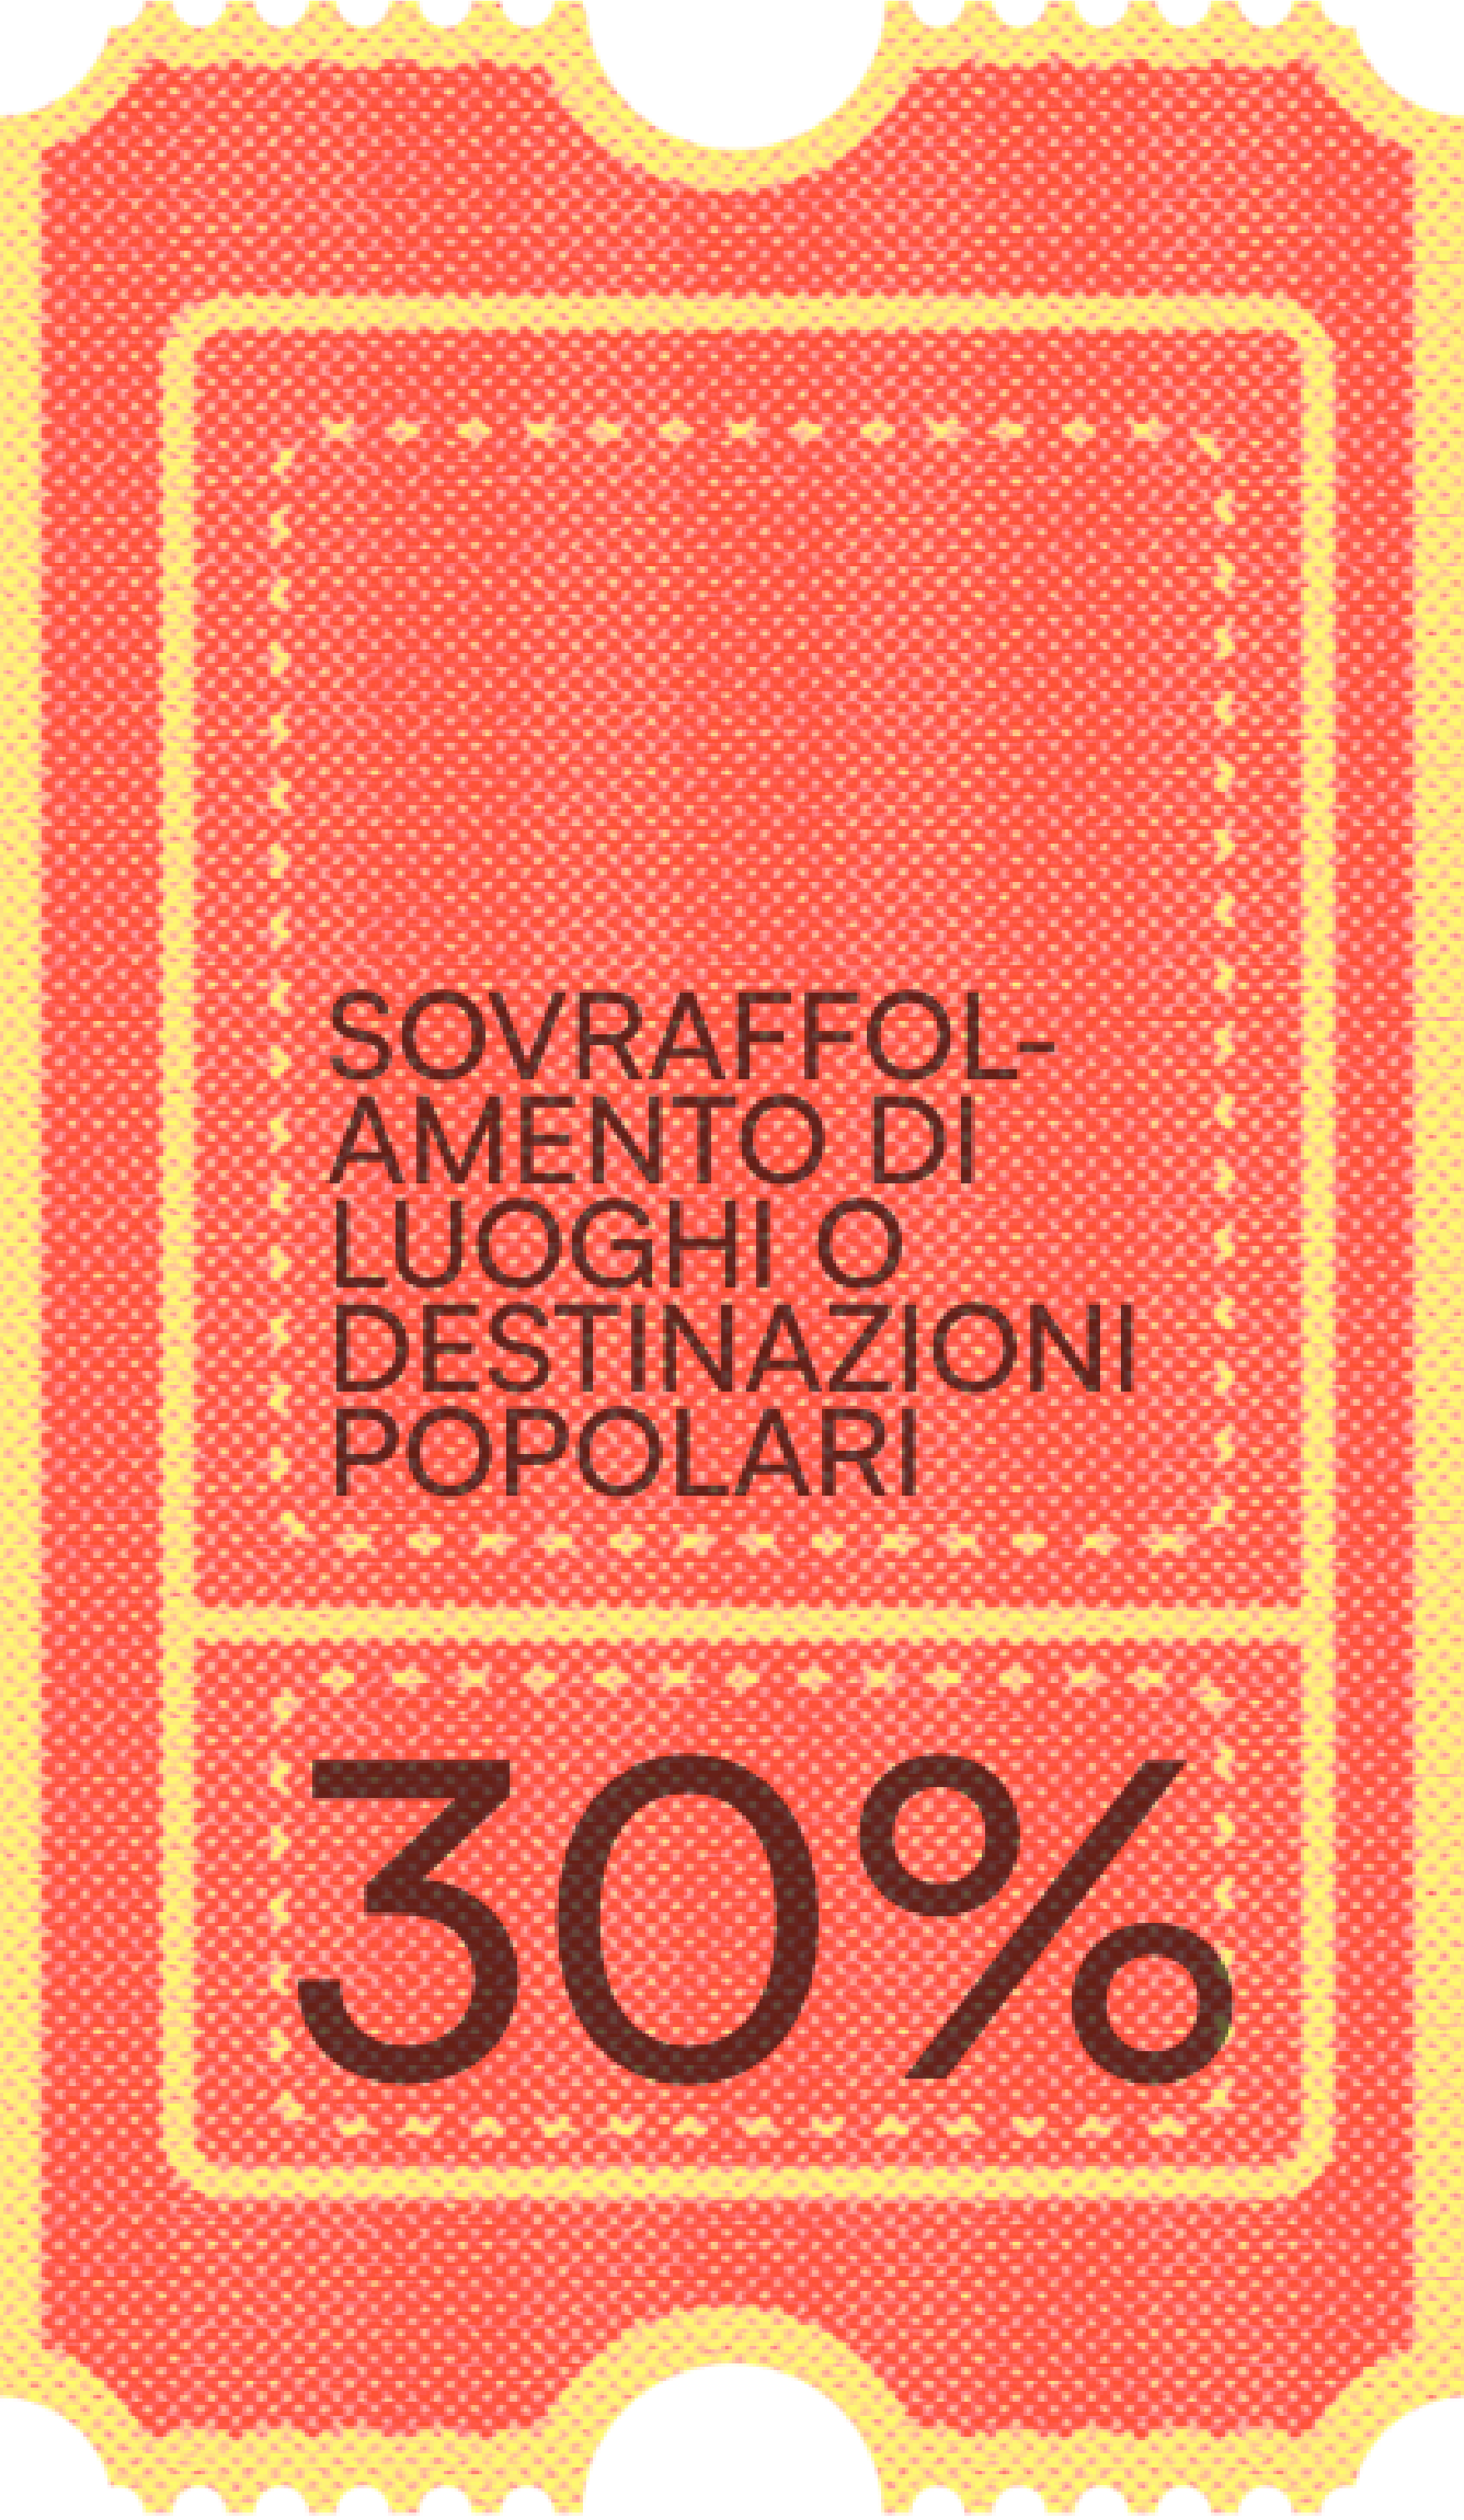 SOVRAFFOL-
AMENTO DI
LUOGHI O
DESTINAZIONI
POPOLARI
30%